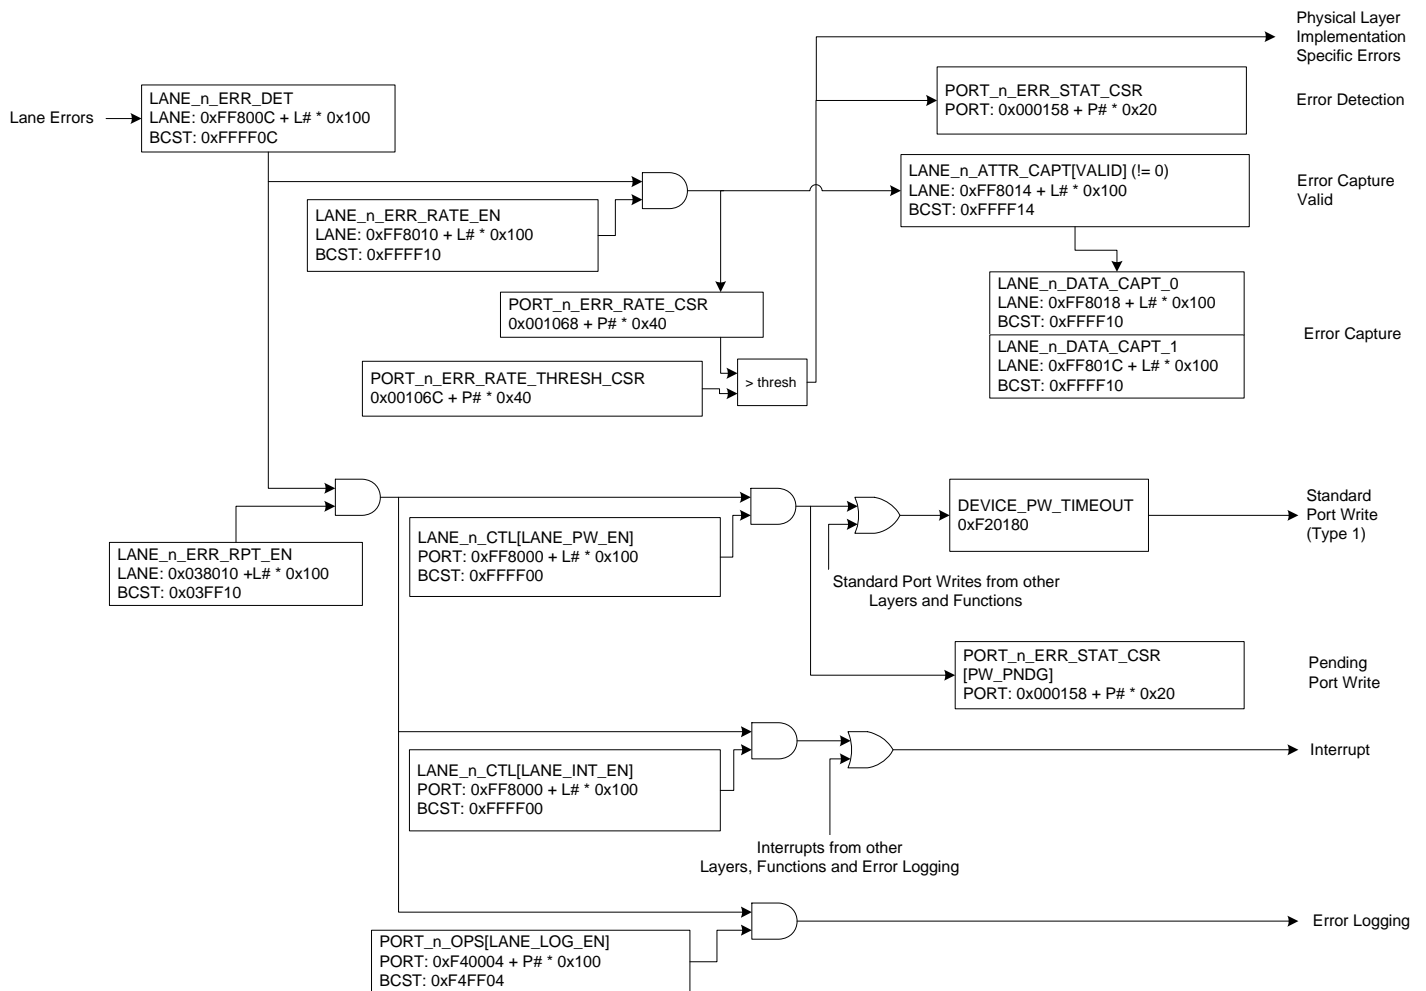 Physical Layer
Implementation
Specific Errors
Lane Errors
LANE_n_ERR_DET
LANE: 0xFF800C + L# * 0x100
BCST: 0xFFFF0C
PORT_n_ERR_STAT_CSR
PORT: 0x000158 + P# * 0x20
Error Detection
LANE_n_ATTR_CAPT[VALID] (!= 0)
LANE: 0xFF8014 + L# * 0x100
BCST: 0xFFFF14
Error Capture
Valid
LANE_n_ERR_RATE_EN
LANE: 0xFF8010 + L# * 0x100
BCST: 0xFFFF10
PORT_n_ERR_RATE_CSR
0x001068 + P# * 0x40
LANE_n_DATA_CAPT_0
LANE: 0xFF8018 + L# * 0x100
BCST: 0xFFFF10
LANE_n_DATA_CAPT_1
LANE: 0xFF801C + L# * 0x100
BCST: 0xFFFF10
Error Capture
PORT_n_ERR_RATE_THRESH_CSR
0x00106C + P# * 0x40
> thresh
LANE_n_ERR_RPT_EN
LANE: 0x038010 +L# * 0x100
BCST: 0x03FF10
LANE_n_CTL[LANE_PW_EN]
PORT: 0xFF8000 + L# * 0x100
BCST: 0xFFFF00
DEVICE_PW_TIMEOUT
0xF20180
Standard
Port Write
(Type 1)
Standard Port Writes from other
Layers and Functions
PORT_n_ERR_STAT_CSR
[PW_PNDG]
PORT: 0x000158 + P# * 0x20
Pending
Port Write
LANE_n_CTL[LANE_INT_EN]
PORT: 0xFF8000 + L# * 0x100
BCST: 0xFFFF00
Interrupt
Interrupts from other
Layers, Functions and Error Logging
PORT_n_OPS[LANE_LOG_EN]
PORT: 0xF40004 + P# * 0x100
BCST: 0xF4FF04
Error Logging